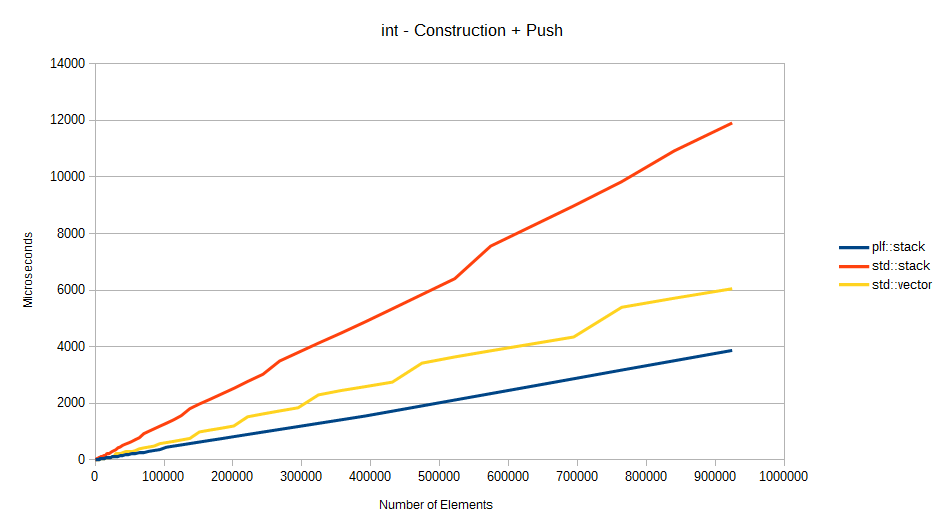 int - Construction + Push
14000
12000
10000
8000
6000
4000
2000
0
Microseconds
0 100000 200000 300000 400000 500000 600000 700000 800000 900000 1000000
Number of Elements
plf::stack
std::stack
std::vector